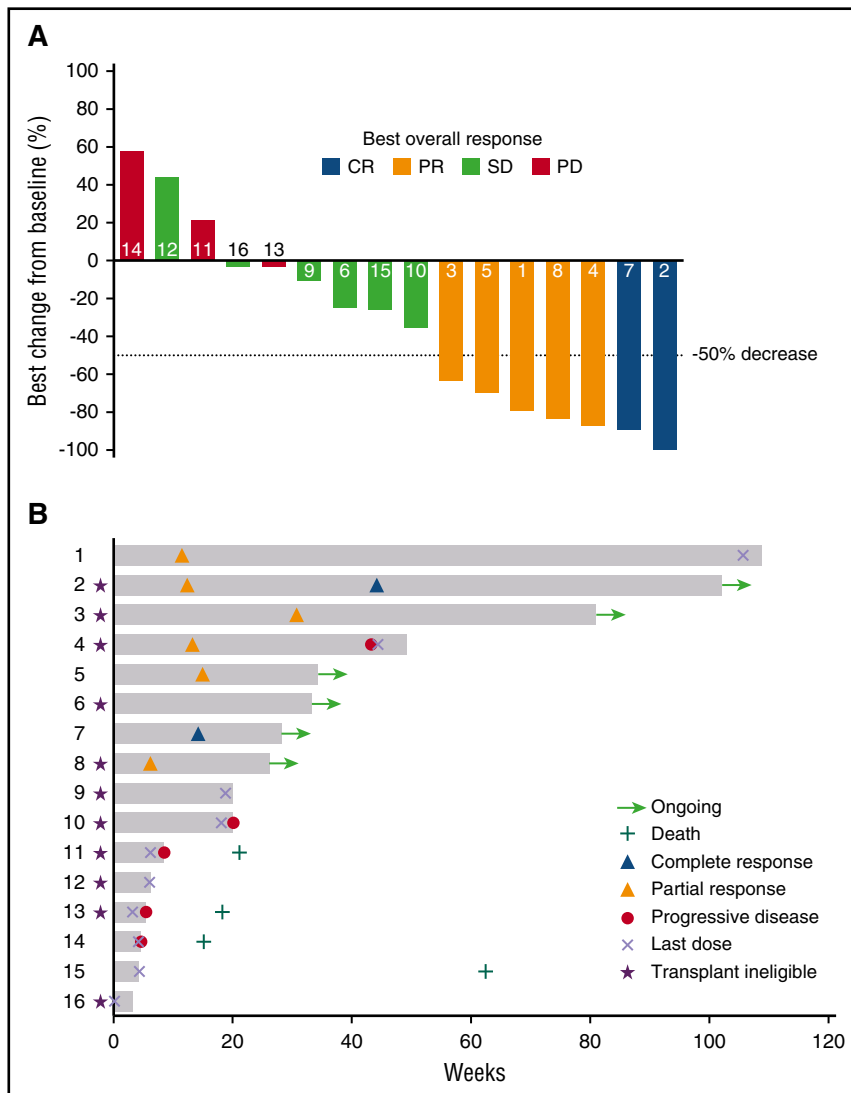 A
100
80
60
40
20
0
-20
-40
-60
-80
-100
Best change from baseline (%)
Best overall response
CR PR SD PD
14 12 11 16 13 9 6 15 10 3 5 1 8 4 7 2
-50% decrease
B
1
2
3
4
5
6
7
8
9
10
11
12
13
14
15
16
Ongoing
Death
Complete response
Partial response
Progressive disease
Last dose
Transplant ineligible
0 20 40 60 80 100 120
Weeks